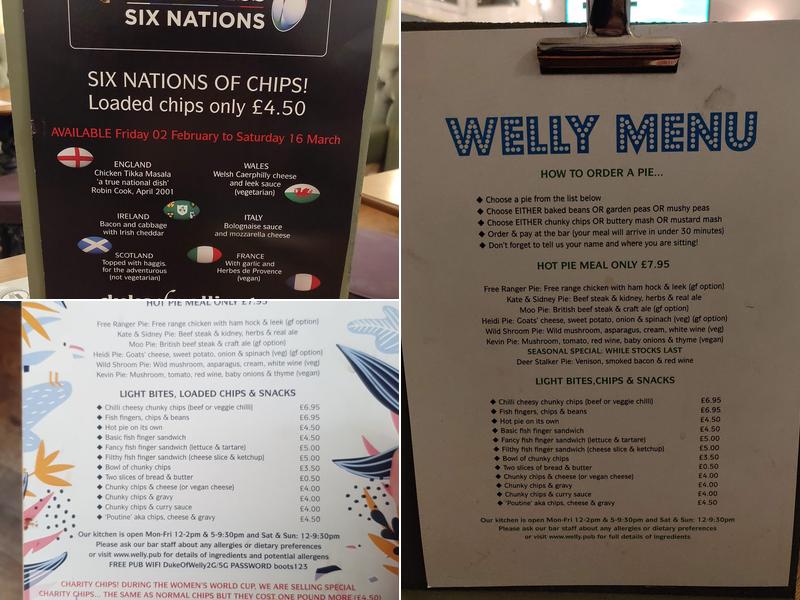 SIX NATIONS
SIX NATIONS OF CHIPS!
Loaded chips only £4.50
AVAILABLE Friday 02 February to Saturday 16 March
ENGLAND
Chicken Tikka Masala
'a true national dish'
Robin Cook, April 2001
WALES
Welsh Caerphilly cheese
and leek sauce
(vegetarian)
IRELAND
Bacon and cabbage
with Irish cheddar
ITALY
Bolognaise sauce
and mozzarella cheese
SCOTLAND
Topped with haggis.
for the adventurous
(not vegetarian)
FRANCE
With garlic and
Herbes de Provence
(vegan)
HOT PIE MEAL ONLY £7.95
Free Ranger Pie: Free range chicken with ham hock & leek (gf option)
Kate & Sidney Pie: Beef steak & kidney, herbs & real ale
Moo Pie: British beef steak & craft ale (gf option)
Heidi Pie: Goats' cheese, sweet potato, onion & spinach (veg) (gf option)
Wild Shroom Pie: Wild mushroom, asparagus, cream, white wine (veg)
Kevin Pie: Mushroom, tomato, red wine, baby onions & thyme (vegan)
LIGHT BITES, LOADED CHIPS & SNACKS
◆ Chilli cheesy chunky chips (beef or veggie chilli) £6.95
◆ Fish fingers, chips & beans £6.95
◆ Hot pie on its own £4.50
◆ Basic fish finger sandwich £4.50
◆ Fancy fish finger sandwich (lettuce & tartare) £5.00
◆ Filthy fish finger sandwich (cheese slice & ketchup) £5.00
◆ Bowl of chunky chips £3.50
◆ Two slices of bread & butter £0.50
◆ Chunky chips & cheese (or vegan cheese) £4.00
◆ Chunky chips & gravy £4.00
◆ Chunky chips & curry sauce £4.00
◆ 'Poutine' aka chips, cheese & gravy £4.50
Our kitchen is open Mon-Fri 12-2pm & 5-9:30pm and Sat & Sun: 12-9:30pm
Please ask our bar staff about any allergies or dietary preferences
or visit www.welly.pub for details of ingredients and potential allergens
FREE PUB WIFI DukeOfWelly2G/5G PASSWORD boots123
CHARITY CHIPS! DURING THE WOMEN'S WORLD CUP, WE ARE SELLING SPECIAL
CHARITY CHIPS... THE SAME AS NORMAL CHIPS BUT THEY COST ONE POUND MORE (£4.50)
WELLY MENU
HOW TO ORDER A PIE...
◆ Choose a pie from the list below
◆ Choose EITHER baked beans OR garden peas OR mushy peas
◆ Choose EITHER chunky chips OR buttery mash OR mustard mash
◆ Order & pay at the bar (your meal will arrive in under 30 minutes)
◆ Don't forget to tell us your name and where you are sitting!
HOT PIE MEAL ONLY £7.95
Free Ranger Pie: Free range chicken with ham hock & leek (gf option)
Kate & Sidney Pie: Beef steak & kidney, herbs & real ale
Moo Pie: British beef steak & craft ale (gf option)
Heidi Pie: Goats' cheese, sweet potato, onion & spinach (veg) (gf option)
Wild Shroom Pie: Wild mushroom, asparagus, cream, white wine (veg)
Kevin Pie: Mushroom, tomato, red wine, baby onions & thyme (vegan)
SEASONAL SPECIAL: WHILE STOCKS LAST
Deer Stalker Pie: Venison, smoked bacon & red wine
LIGHT BITES,CHIPS & SNACKS
◆ Chilli cheesy chunky chips (beef or veggie chilli) £6.95
◆ Fish fingers, chips & beans £6.95
◆ Hot pie on its own £4.50
◆ Basic fish finger sandwich £4.50
◆ Fancy fish finger sandwich (lettuce & tartare) £5.00
◆ Filthy fish finger sandwich (cheese slice & ketchup) £5.00
◆ Bowl of chunky chips £3.50
◆ Two slices of bread & butter £0.50
◆ Chunky chips & cheese (or vegan cheese) £4.00
◆ Chunky chips & gravy £4.00
◆ Chunky chips & curry sauce £4.00
◆ 'Poutine' aka chips, cheese & gravy £4.50
Our kitchen is open Mon-Fri 12-2pm & 5-9:30pm and Sat & Sun: 12-9:30pm
Please ask our bar staff about any allergies or dietary preferences
or visit www.welly.pub for full details of ingredients